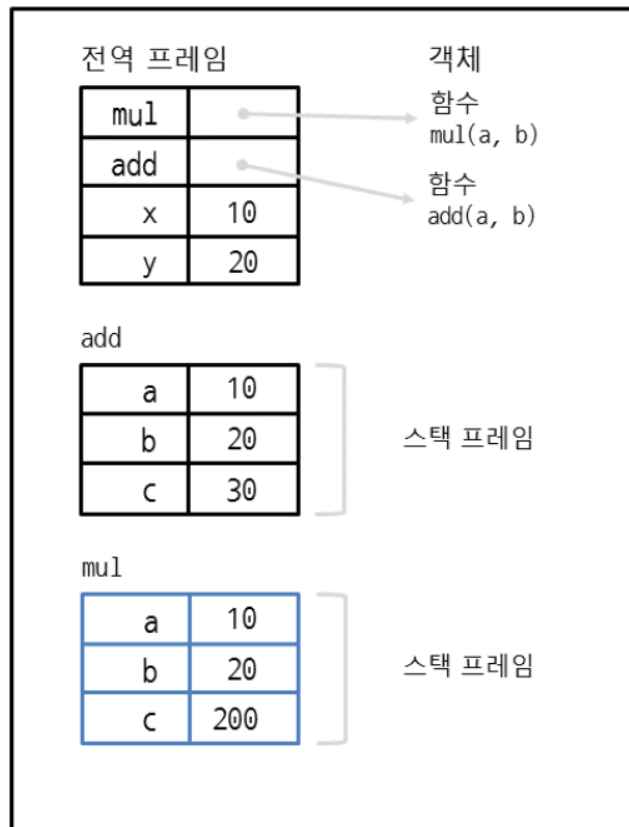 전역 프레임 객체
mul 함수
mul(a, b)
add 함수
add(a, b)
x 10
y 20
add
a 10
b 20
c 30
스택 프레임
mul
a 10
b 20
c 200
스택 프레임